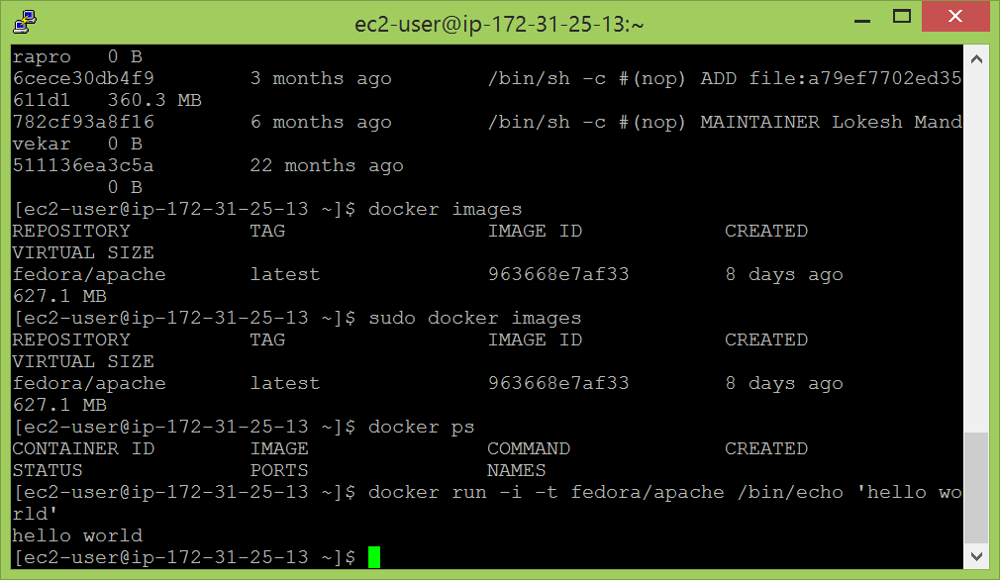 ec2-user@ip-172-31-25-13:~
rapro   0 B
6cece30db4f9        3 months ago        /bin/sh -c #(nop) ADD file:a79ef7702ed35
611d1   360.3 MB
782cf93a8f16        6 months ago        /bin/sh -c #(nop) MAINTAINER Lokesh Mand
vekar   0 B
511136ea3c5a        22 months ago
        0 B
[ec2-user@ip-172-31-25-13 ~]$ docker images
REPOSITORY          TAG                 IMAGE ID            CREATED
VIRTUAL SIZE
fedora/apache       latest              963668e7af33        8 days ago
627.1 MB
[ec2-user@ip-172-31-25-13 ~]$ sudo docker images
REPOSITORY          TAG                 IMAGE ID            CREATED
VIRTUAL SIZE
fedora/apache       latest              963668e7af33        8 days ago
627.1 MB
[ec2-user@ip-172-31-25-13 ~]$ docker ps
CONTAINER ID        IMAGE               COMMAND             CREATED
STATUS              PORTS               NAMES
[ec2-user@ip-172-31-25-13 ~]$ docker run -i -t fedora/apache /bin/echo 'hello wo
rld'
hello world
[ec2-user@ip-172-31-25-13 ~]$